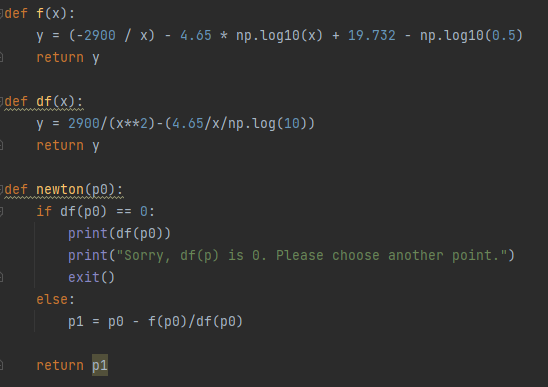 def f(x):
    y = (-2900 / x) - 4.65 * np.log10(x) + 19.732 - np.log10(0.5)
    return y

def df(x):
    y = 2900/(x**2)-(4.65/x/np.log(10))
    return y

def newton(p0):
    if df(p0) == 0:
        print(df(p0))
        print("Sorry, df(p) is 0. Please choose another point.")
        exit()
    else:
        p1 = p0 - f(p0)/df(p0)

    return p1